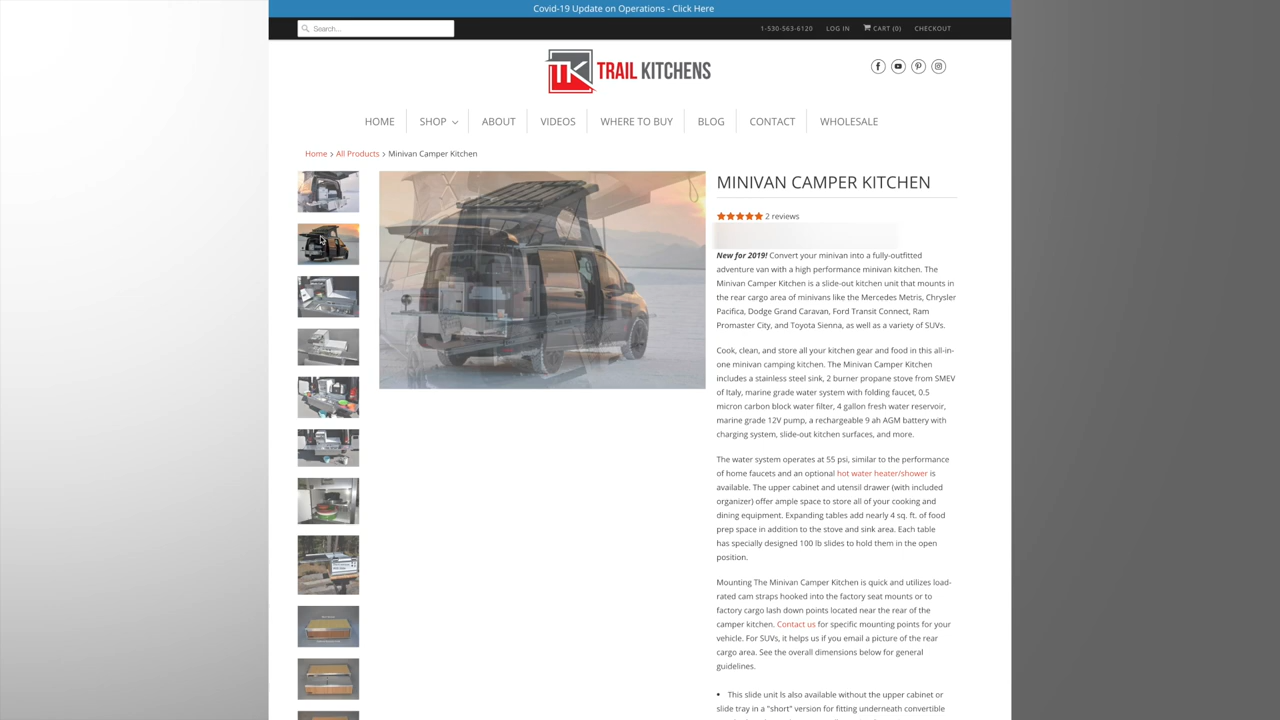 Covid-19 Update on Operations - Click Here
Search...
1-530-563-6120 LOG IN CART (0) CHECKOUT
TK TRAIL KITCHENS
HOME SHOP ABOUT VIDEOS WHERE TO BUY BLOG CONTACT WHOLESALE
Home > All Products > Minivan Camper Kitchen
MINIVAN CAMPER KITCHEN
2 reviews
New for 2019! Convert your minivan into a fully-outfitted
adventure van with a high performance minivan kitchen. The
Minivan Camper Kitchen is a slide-out kitchen unit that mounts in
the rear cargo area of minivans like the Mercedes Metris, Chrysler
Pacifica, Dodge Grand Caravan, Ford Transit Connect, Ram
Promaster City, and Toyota Sienna, as well as a variety of SUVs.
Cook, clean, and store all your kitchen gear and food in this all-in-
one minivan camping kitchen. The Minivan Camper Kitchen
includes a stainless steel sink, 2 burner propane stove from SMEV
of Italy, marine grade water system with folding faucet, 0.5
micron carbon block water filter, 4 gallon fresh water reservoir,
marine grade 12V pump, a rechargeable 9 ah AGM battery with
charging system, slide-out kitchen surfaces, and more.
The water system operates at 55 psi, similar to the performance
of home faucets and an optional hot water heater/shower is
available. The upper cabinet and utensil drawer (with included
organizer) offer ample space to store all of your cooking and
dining equipment. Expanding tables add nearly 4 sq. ft. of food
prep space in addition to the stove and sink area. Each table
has specially designed 100 lb slides to hold them in the open
position.
Mounting The Minivan Camper Kitchen is quick and utilizes load-
rated cam straps hooked into the factory seat mounts or to
factory cargo lash down points located near the rear of the
camper kitchen. Contact us for specific mounting points for your
vehicle. For SUVs, it helps us if you email a picture of the rear
cargo area. See the overall dimensions below for general
guidelines.
• This slide unit Is also available without the upper cabinet or
slide tray in a "short" version for fitting underneath convertible